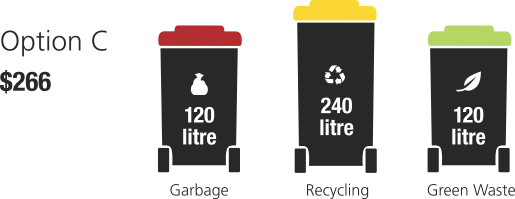 Option C
$266
120
litre
240
litre
120
litre
Garbage
Recycling
Green Waste